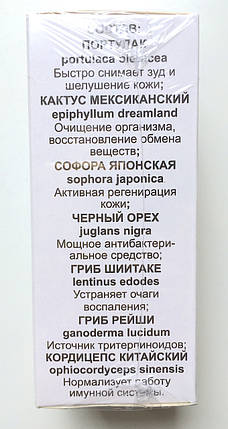 СОСТАВ:
ПОРТУЛАК
portulaca oleracea
Быстро снимает зуд и
шелушение кожи;
КАКТУС МЕКСИКАНСКИЙ
epiphyllum dreamland
Очищение организма,
восстановление обмена
веществ;
СОФОРА ЯПОНСКАЯ
sophora japonica
Активная регенирация
кожи;
ЧЕРНЫЙ ОРЕХ
juglans nigra
Мощное антибактери-
альное средство;
ГРИБ ШИИТАКЕ
lentinus edodes
Устраняет очаги
воспаления;
ГРИБ РЕЙШИ
ganoderma lucidum
Источник тритерпиноидов;
КОРДИЦЕПС КИТАЙСКИЙ
ophiocordyceps sinensis
Нормализует работу
имунной системы.